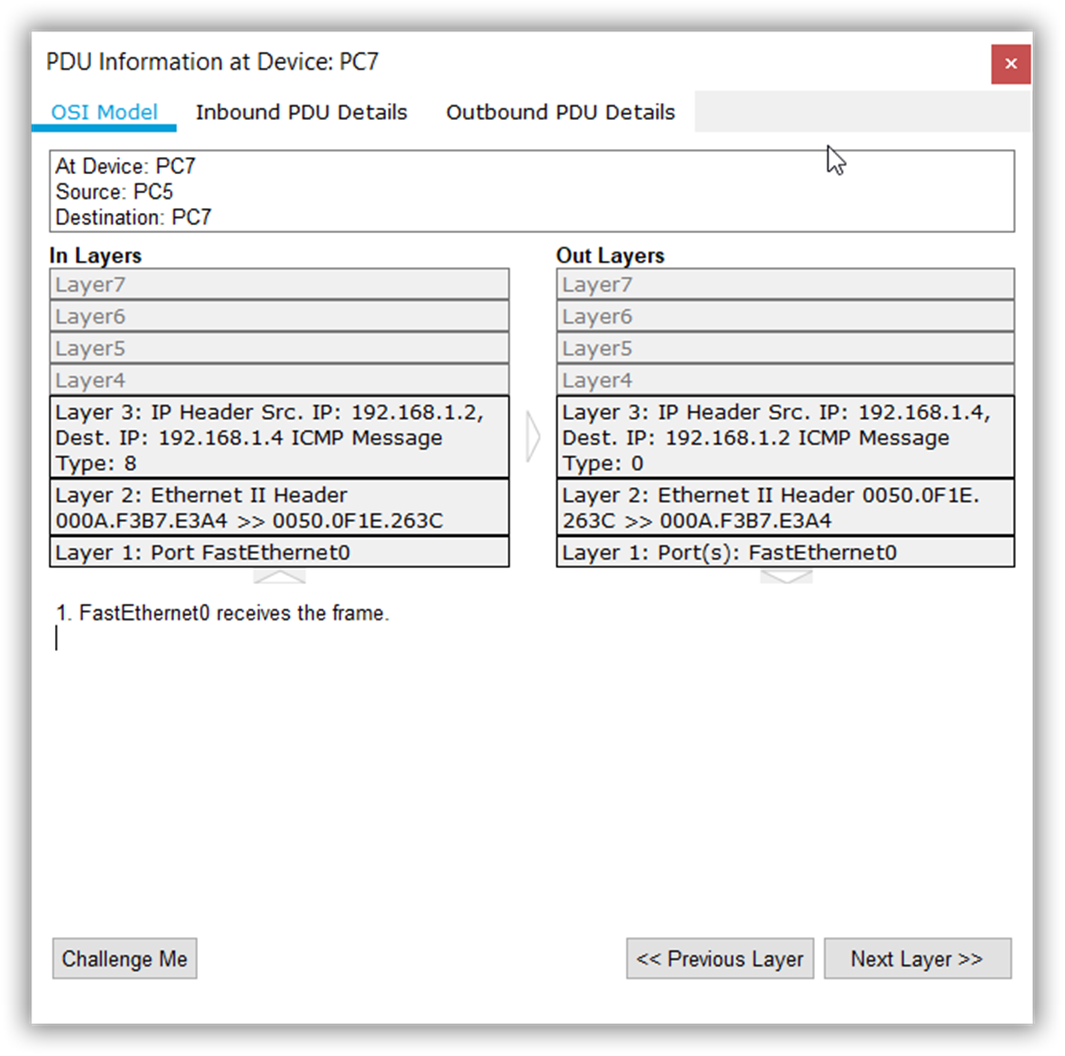 PDU Information at Device: PC7
×
OSI Model
Inbound PDU Details
Outbound PDU Details
At Device: PC7
Source: PC5
Destination: PC7
In Layers
Layer7
Layer6
Layer5
Layer4
Layer 3: IP Header Src. IP: 192.168.1.2,
Dest. IP: 192.168.1.4 ICMP Message
Type: 8
Layer 2: Ethernet II Header
000A.F3B7.E3A4 >> 0050.0F1E.263C
Layer 1: Port FastEthernet0
Out Layers
Layer7
Layer6
Layer5
Layer4
Layer 3: IP Header Src. IP: 192.168.1.4,
Dest. IP: 192.168.1.2 ICMP Message
Type: 0
Layer 2: Ethernet II Header 0050.0F1E.
263C >> 000A.F3B7.E3A4
Layer 1: Port(s): FastEthernet0
1. FastEthernet0 receives the frame.
Challenge Me
<< Previous Layer
Next Layer >>